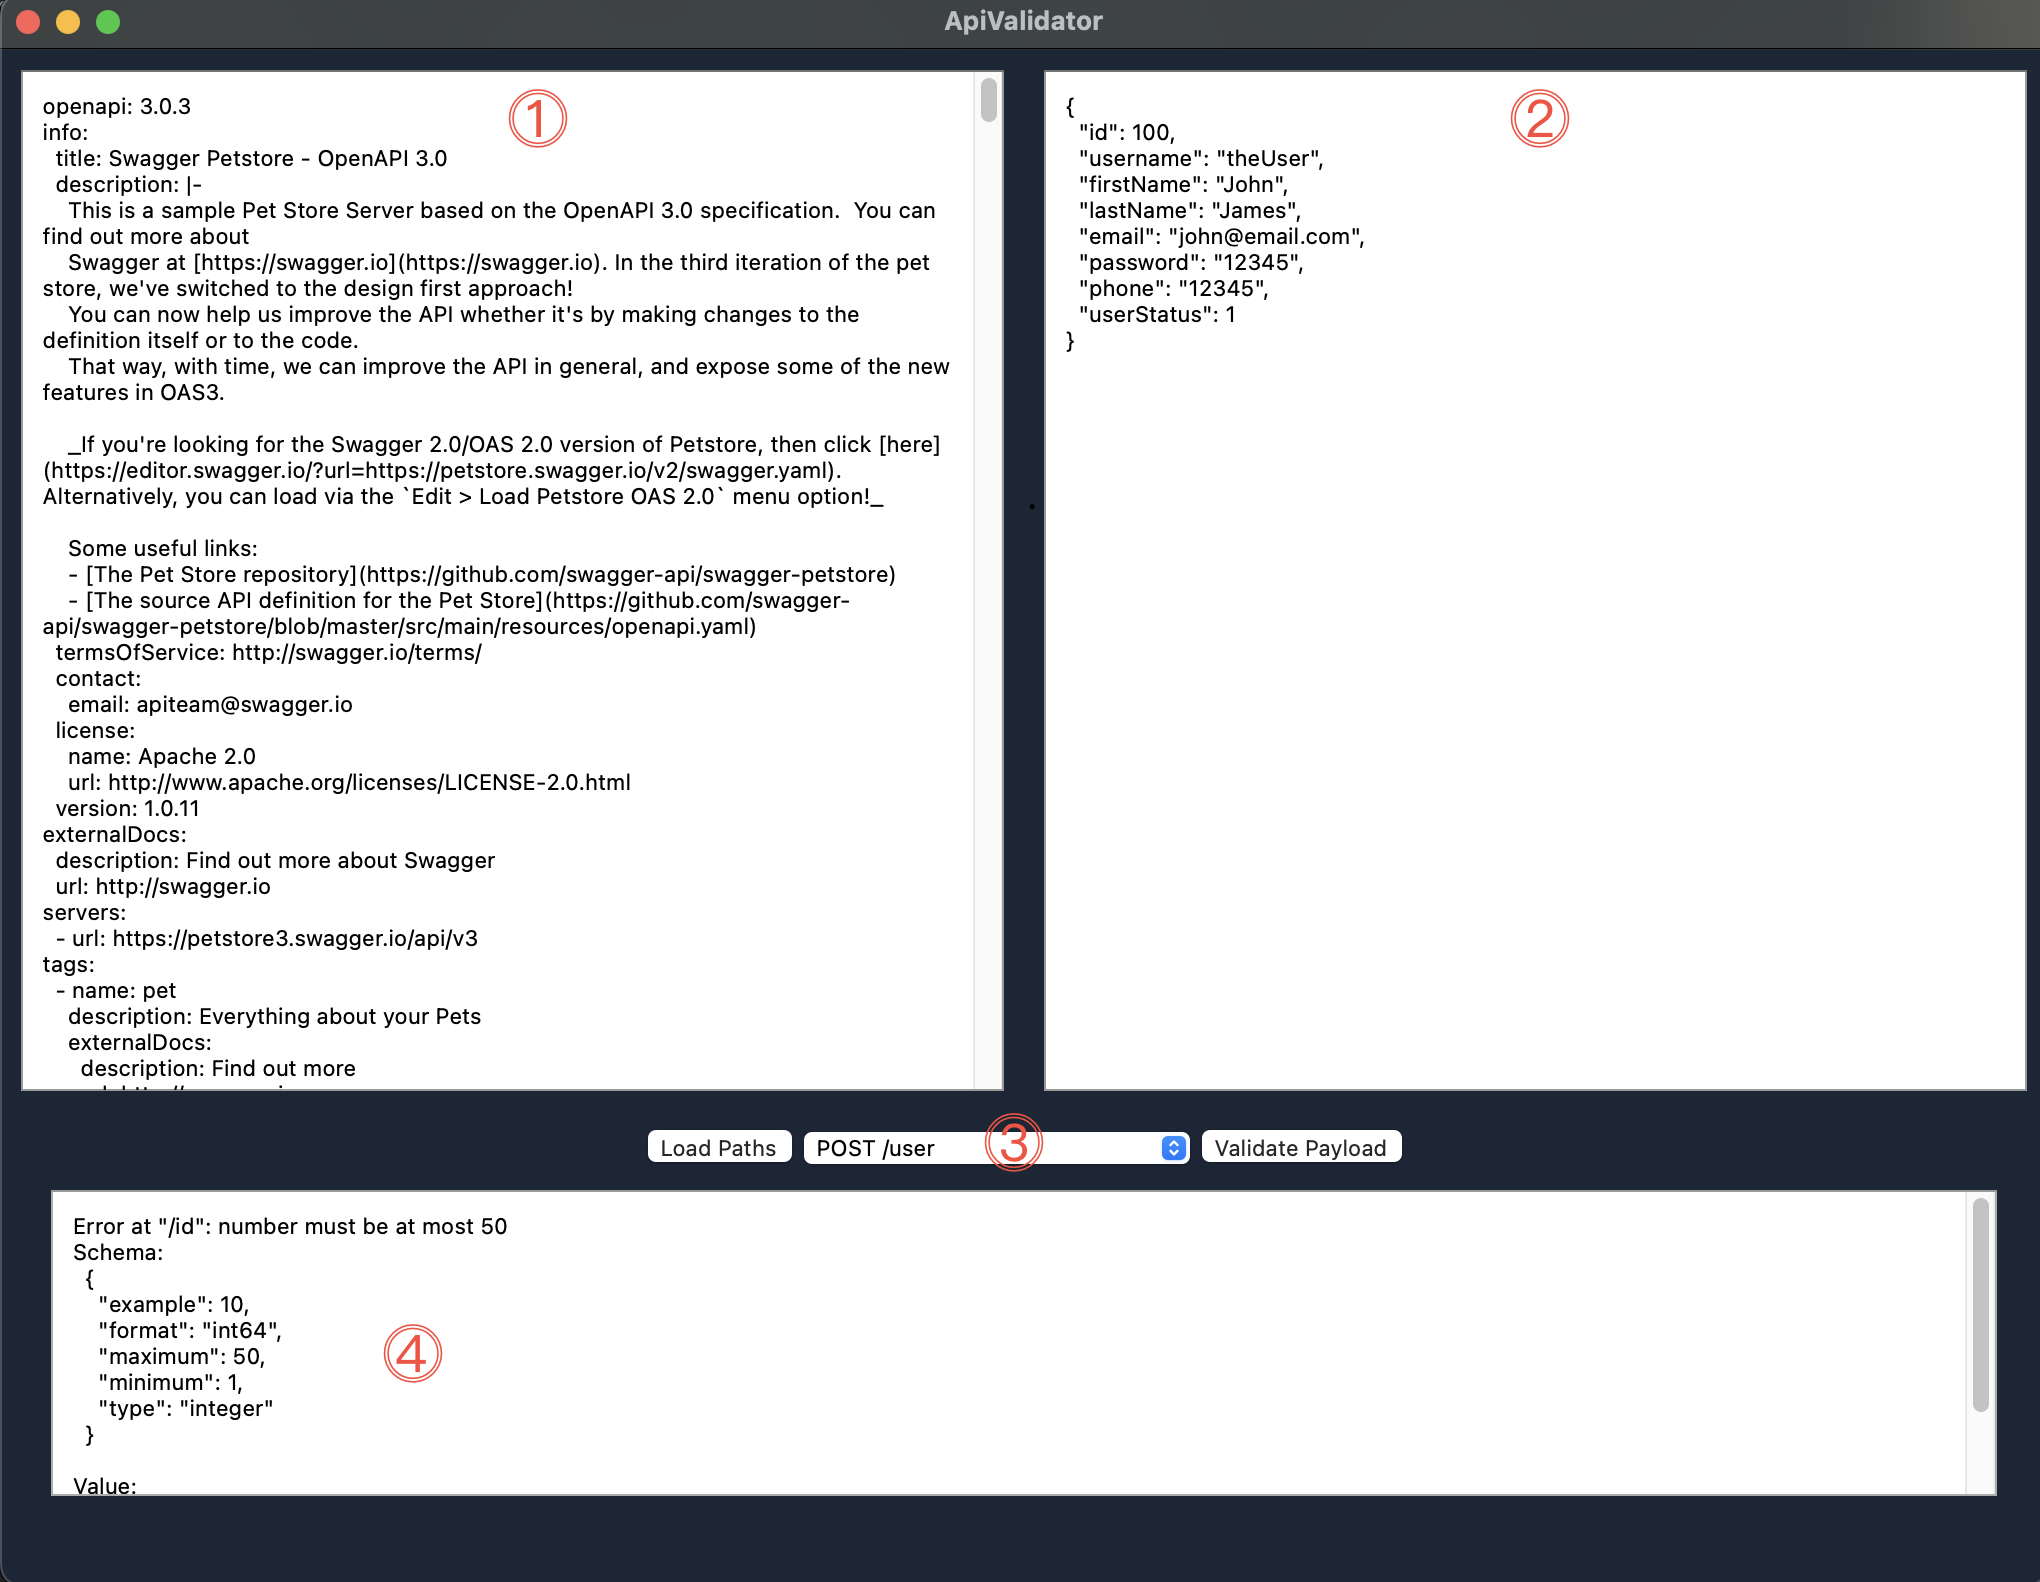 ApiValidator
openapi: 3.0.3
①
info:
  title: Swagger Petstore - OpenAPI 3.0
  description: |-
    This is a sample Pet Store Server based on the OpenAPI 3.0 specification.  You can
find out more about
    Swagger at [https://swagger.io](https://swagger.io). In the third iteration of the pet
store, we've switched to the design first approach!
    You can now help us improve the API whether it's by making changes to the
definition itself or to the code.
    That way, with time, we can improve the API in general, and expose some of the new
features in OAS3.
    _If you're looking for the Swagger 2.0/OAS 2.0 version of Petstore, then click [here]
(https://editor.swagger.io/?url=https://petstore.swagger.io/v2/swagger.yaml).
Alternatively, you can load via the `Edit > Load Petstore OAS 2.0` menu option!_
    Some useful links:
    - [The Pet Store repository](https://github.com/swagger-api/swagger-petstore)
    - [The source API definition for the Pet Store](https://github.com/swagger-
api/swagger-petstore/blob/master/src/main/resources/openapi.yaml)
  termsOfService: http://swagger.io/terms/
  contact:
    email: apiteam@swagger.io
  license:
    name: Apache 2.0
    url: http://www.apache.org/licenses/LICENSE-2.0.html
  version: 1.0.11
externalDocs:
  description: Find out more about Swagger
  url: http://swagger.io
servers:
  - url: https://petstore3.swagger.io/api/v3
tags:
  - name: pet
    description: Everything about your Pets
    externalDocs:
      description: Find out more
{
②
  "id": 100,
  "username": "theUser",
  "firstName": "John",
  "lastName": "James",
  "email": "john@email.com",
  "password": "12345",
  "phone": "12345",
  "userStatus": 1
}
Load Paths
POST /user
③
Validate Payload
Error at "/id": number must be at most 50
Schema:
  {
    "example": 10,
    "format": "int64",
    "maximum": 50,
④
    "minimum": 1,
    "type": "integer"
  }
Value: